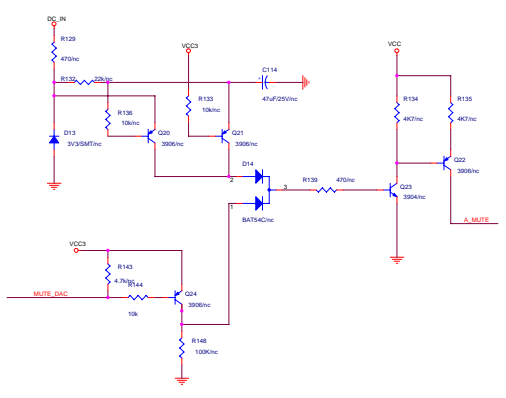 DC_IN
R129
470/nc
VCC3
VCC
C114
47uF/25V/nc
R132
22k/nc
R136
10k/nc
R133
10k/nc
R134
4K7/nc
R135
4K7/nc
D13
3V3/SMT/nc
Q20
3906/nc
Q21
3906/nc
D14
2
3
1
BAT54C/nc
R139
470/nc
Q22
3906/nc
Q23
3904/nc
A_MUTE
VCC3
R143
4.7k/nc
R144
10k
MUTE_DAC
Q24
3906/nc
R148
100K/nc